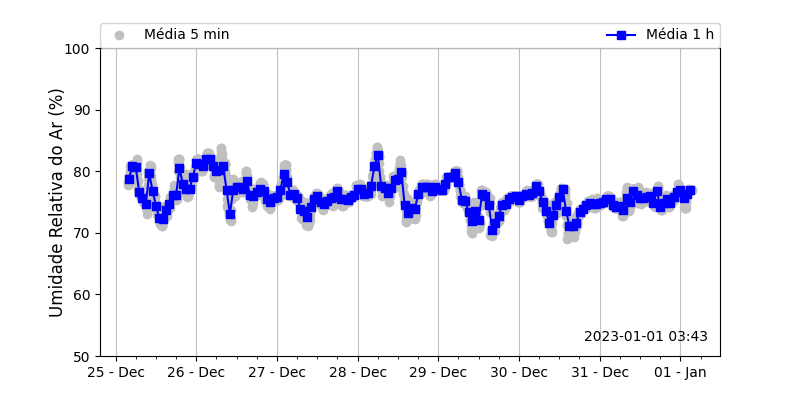 Média 5 min
Média 1 h
Umidade Relativa do Ar (%)
100
90
80
70
60
50
2023-01-01 03:43
25 - Dec
26 - Dec
27 - Dec
28 - Dec
29 - Dec
30 - Dec
31 - Dec
01 - Jan